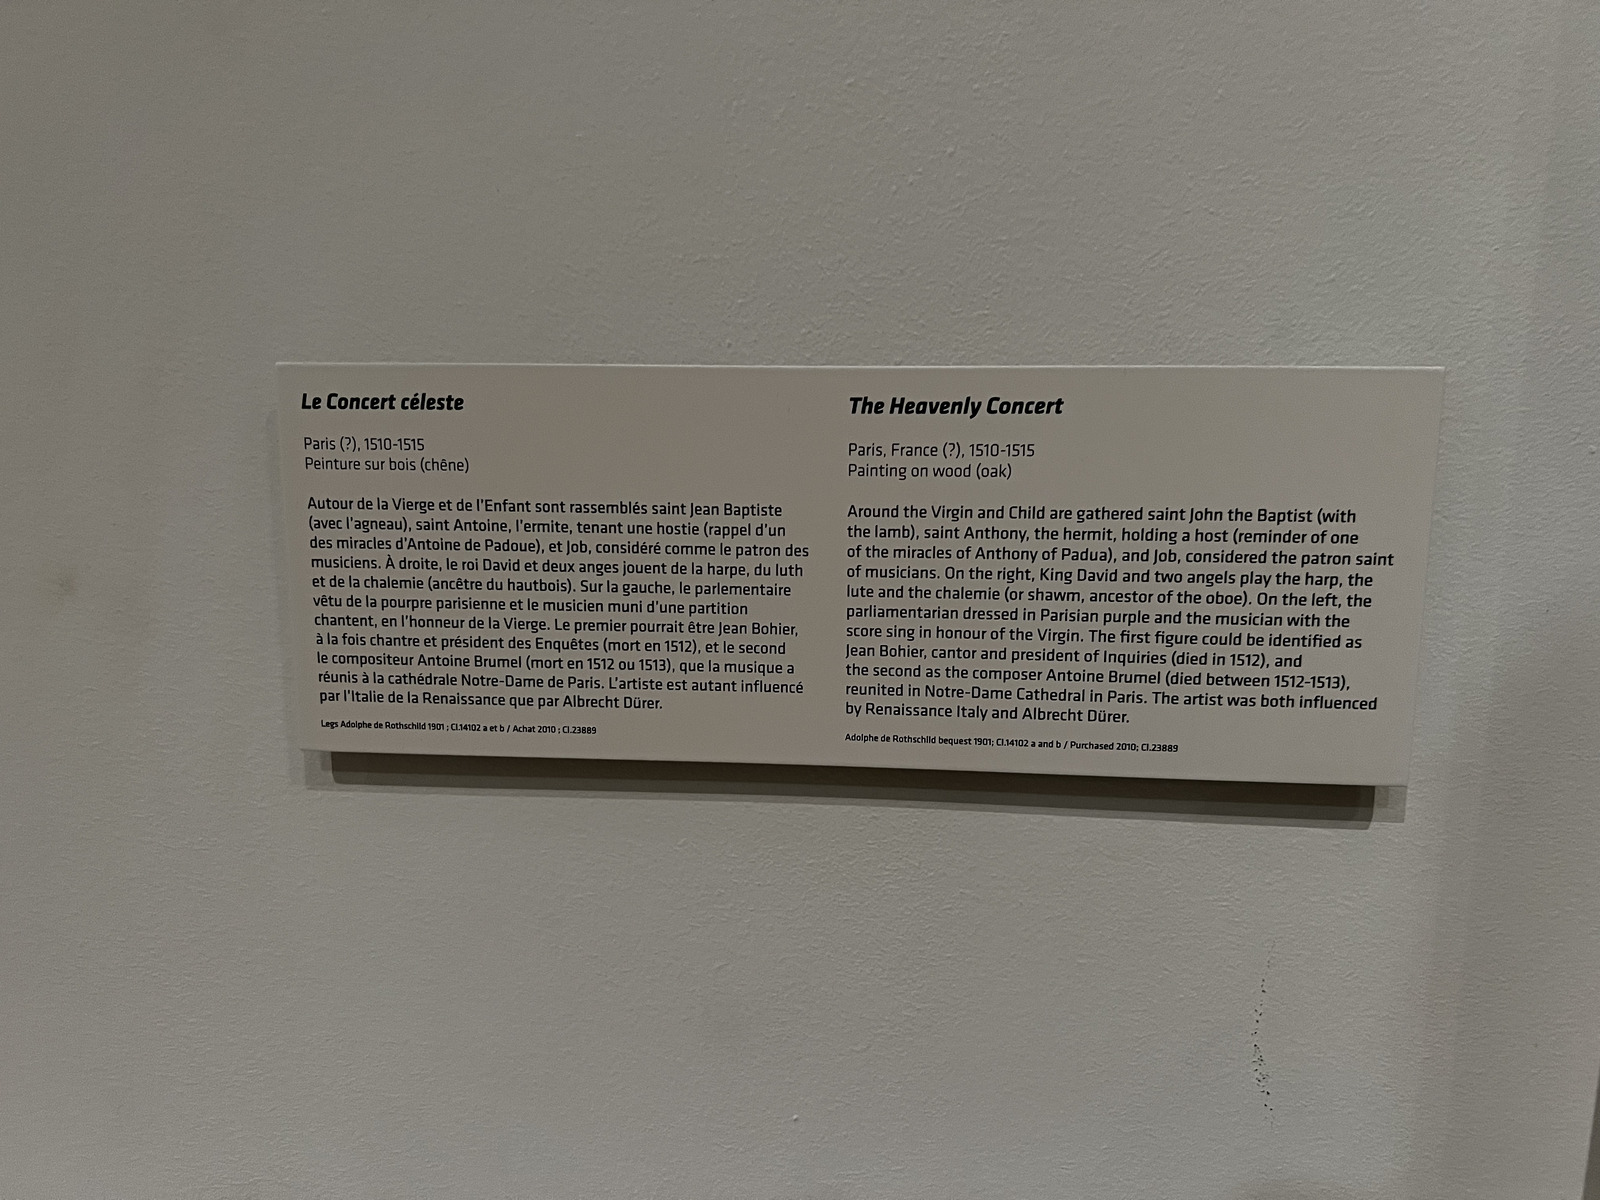 Le Concert céleste
Paris (?), 1510-1515
Peinture sur bois (chêne)
Autour de la Vierge et de l'Enfant sont rassemblés saint Jean Baptiste
(avec l'agneau), saint Antoine, l'ermite, tenant une hostie (rappel d'un
des miracles d'Antoine de Padoue), et Job, considéré comme le patron des
musiciens. À droite, le roi David et deux anges jouent de la harpe, du luth
et de la chalemie (ancêtre du hautbois). Sur la gauche, le parlementaire
vêtu de la pourpre parisienne et le musicien muni d'une partition
chantent, en l'honneur de la Vierge. Le premier pourrait être Jean Bohier,
à la fois chantre et président des Enquêtes (mort en 1512), et le second
le compositeur Antoine Brumel (mort en 1512 ou 1513), que la musique a
réunis à la cathédrale Notre-Dame de Paris. L'artiste est autant influencé
par l'Italie de la Renaissance que par Albrecht Dürer.
Legs Adolphe de Rothschild 1901 ; Cl.14102 a et b / Achat 2010 ; Cl.23889
The Heavenly Concert
Paris, France (?), 1510-1515
Painting on wood (oak)
Around the Virgin and Child are gathered saint John the Baptist (with
the lamb), saint Anthony, the hermit, holding a host (reminder of one
of the miracles of Anthony of Padua), and Job, considered the patron saint
of musicians. On the right, King David and two angels play the harp, the
lute and the chalemie (or shawm, ancestor of the oboe). On the left, the
parliamentarian dressed in Parisian purple and the musician with the
score sing in honour of the Virgin. The first figure could be identified as
Jean Bohier, cantor and president of Inquiries (died in 1512), and
the second as the composer Antoine Brumel (died between 1512-1513),
reunited in Notre-Dame Cathedral in Paris. The artist was both influenced
by Renaissance Italy and Albrecht Dürer.
Adolphe de Rothschild bequest 1901; Cl.14102 a and b / Purchased 2010; Cl.23889